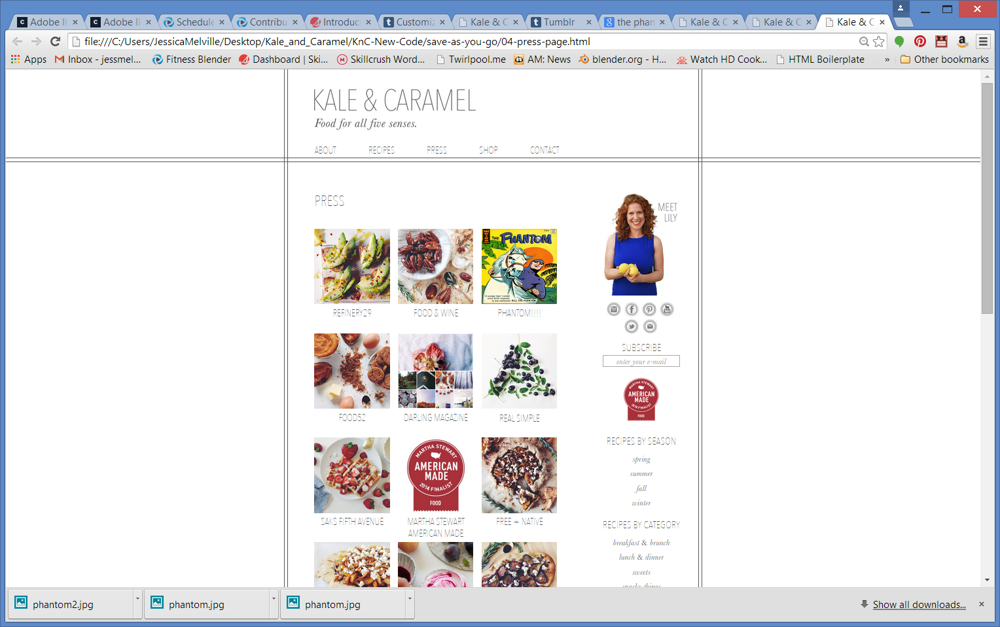 Adobe Il
Adobe Il
Schedule
Contribu
Introduc
Customiz
Kale & C
Tumblr
the phan
Kale & C
Kale & C
Kale & C
file:///C:/Users/JessicaMelville/Desktop/Kale_and_Caramel/KnC-New-Code/save-as-you-go/04-press-page.html
Apps
Inbox - jessmel...
Fitness Blender
Dashboard | Ski...
Skillcrush Word...
Twirlpool.me
AM: News
blender.org - H...
Watch HD Cook...
HTML Boilerplate
»
Other bookmarks
KALE & CARAMEL
Food for all five senses.
ABOUT RECIPES PRESS SHOP CONTACT
PRESS
THE PHANTOM
KILL THE PHANTOM
REFINERY29
FOOD & WINE
PHANTOM!!!!
FOOD52
DARLING MAGAZINE
REAL SIMPLE
MARTHA STEWART
AMERICAN
MADE
2014 FINALIST
FOOD
SAKS FIFTH AVENUE
MARTHA STEWART
AMERICAN MADE
FREE + NATIVE
MEET
LILY
You
SUBSCRIBE
enter your e-mail
MARTHA STEWART
AMERICAN
MADE
2014 FINALIST
FOOD
RECIPES BY SEASON
spring
summer
fall
winter
RECIPES BY CATEGORY
breakfast & brunch
lunch & dinner
sweets
snacky things
phantom2.jpg
phantom.jpg
phantom.jpg
Show all downloads...